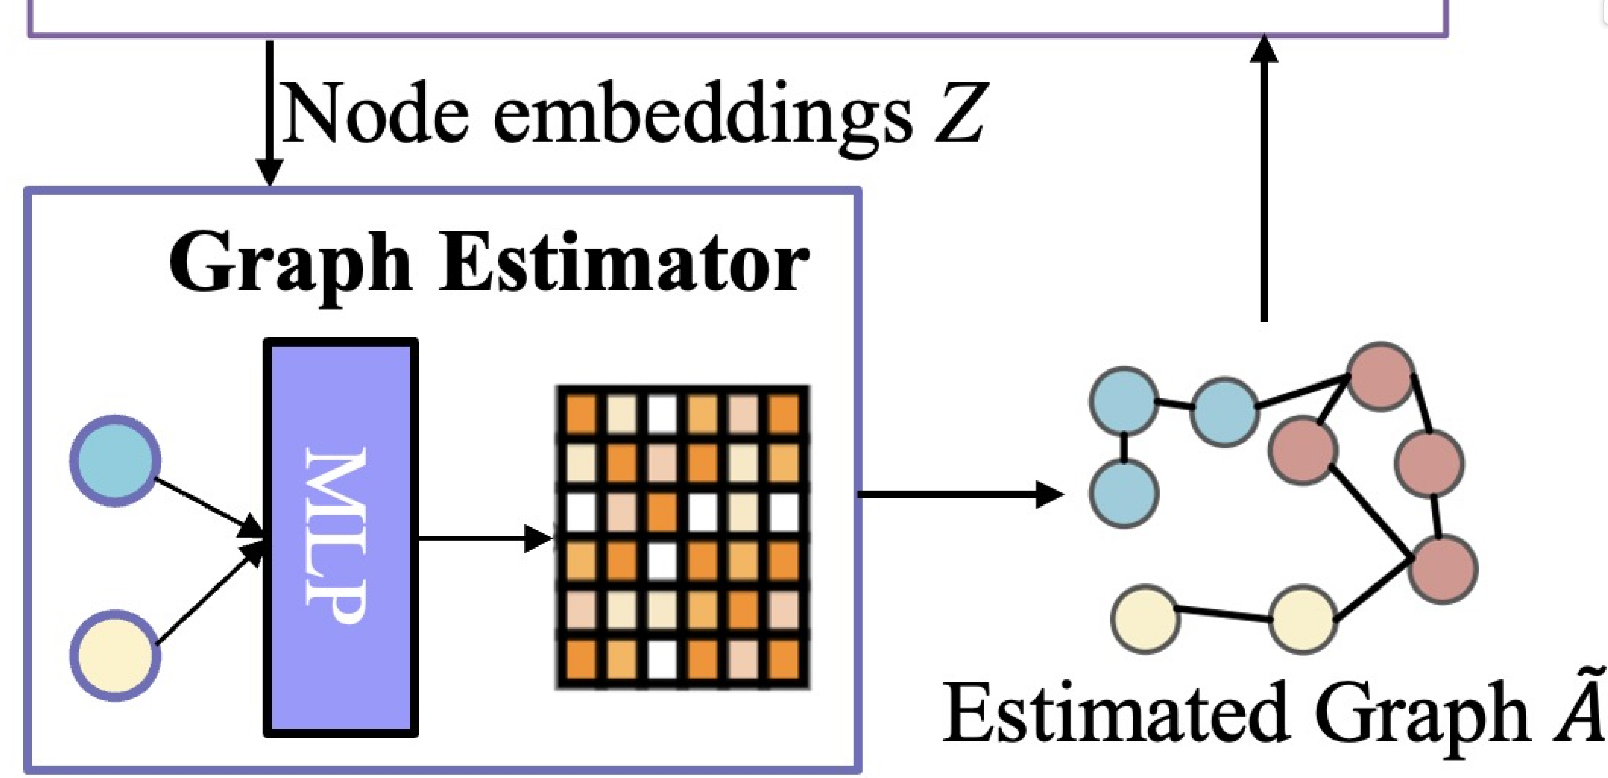 Node embeddings Z
Graph Estimator
MLP
Estimated Graph Ã